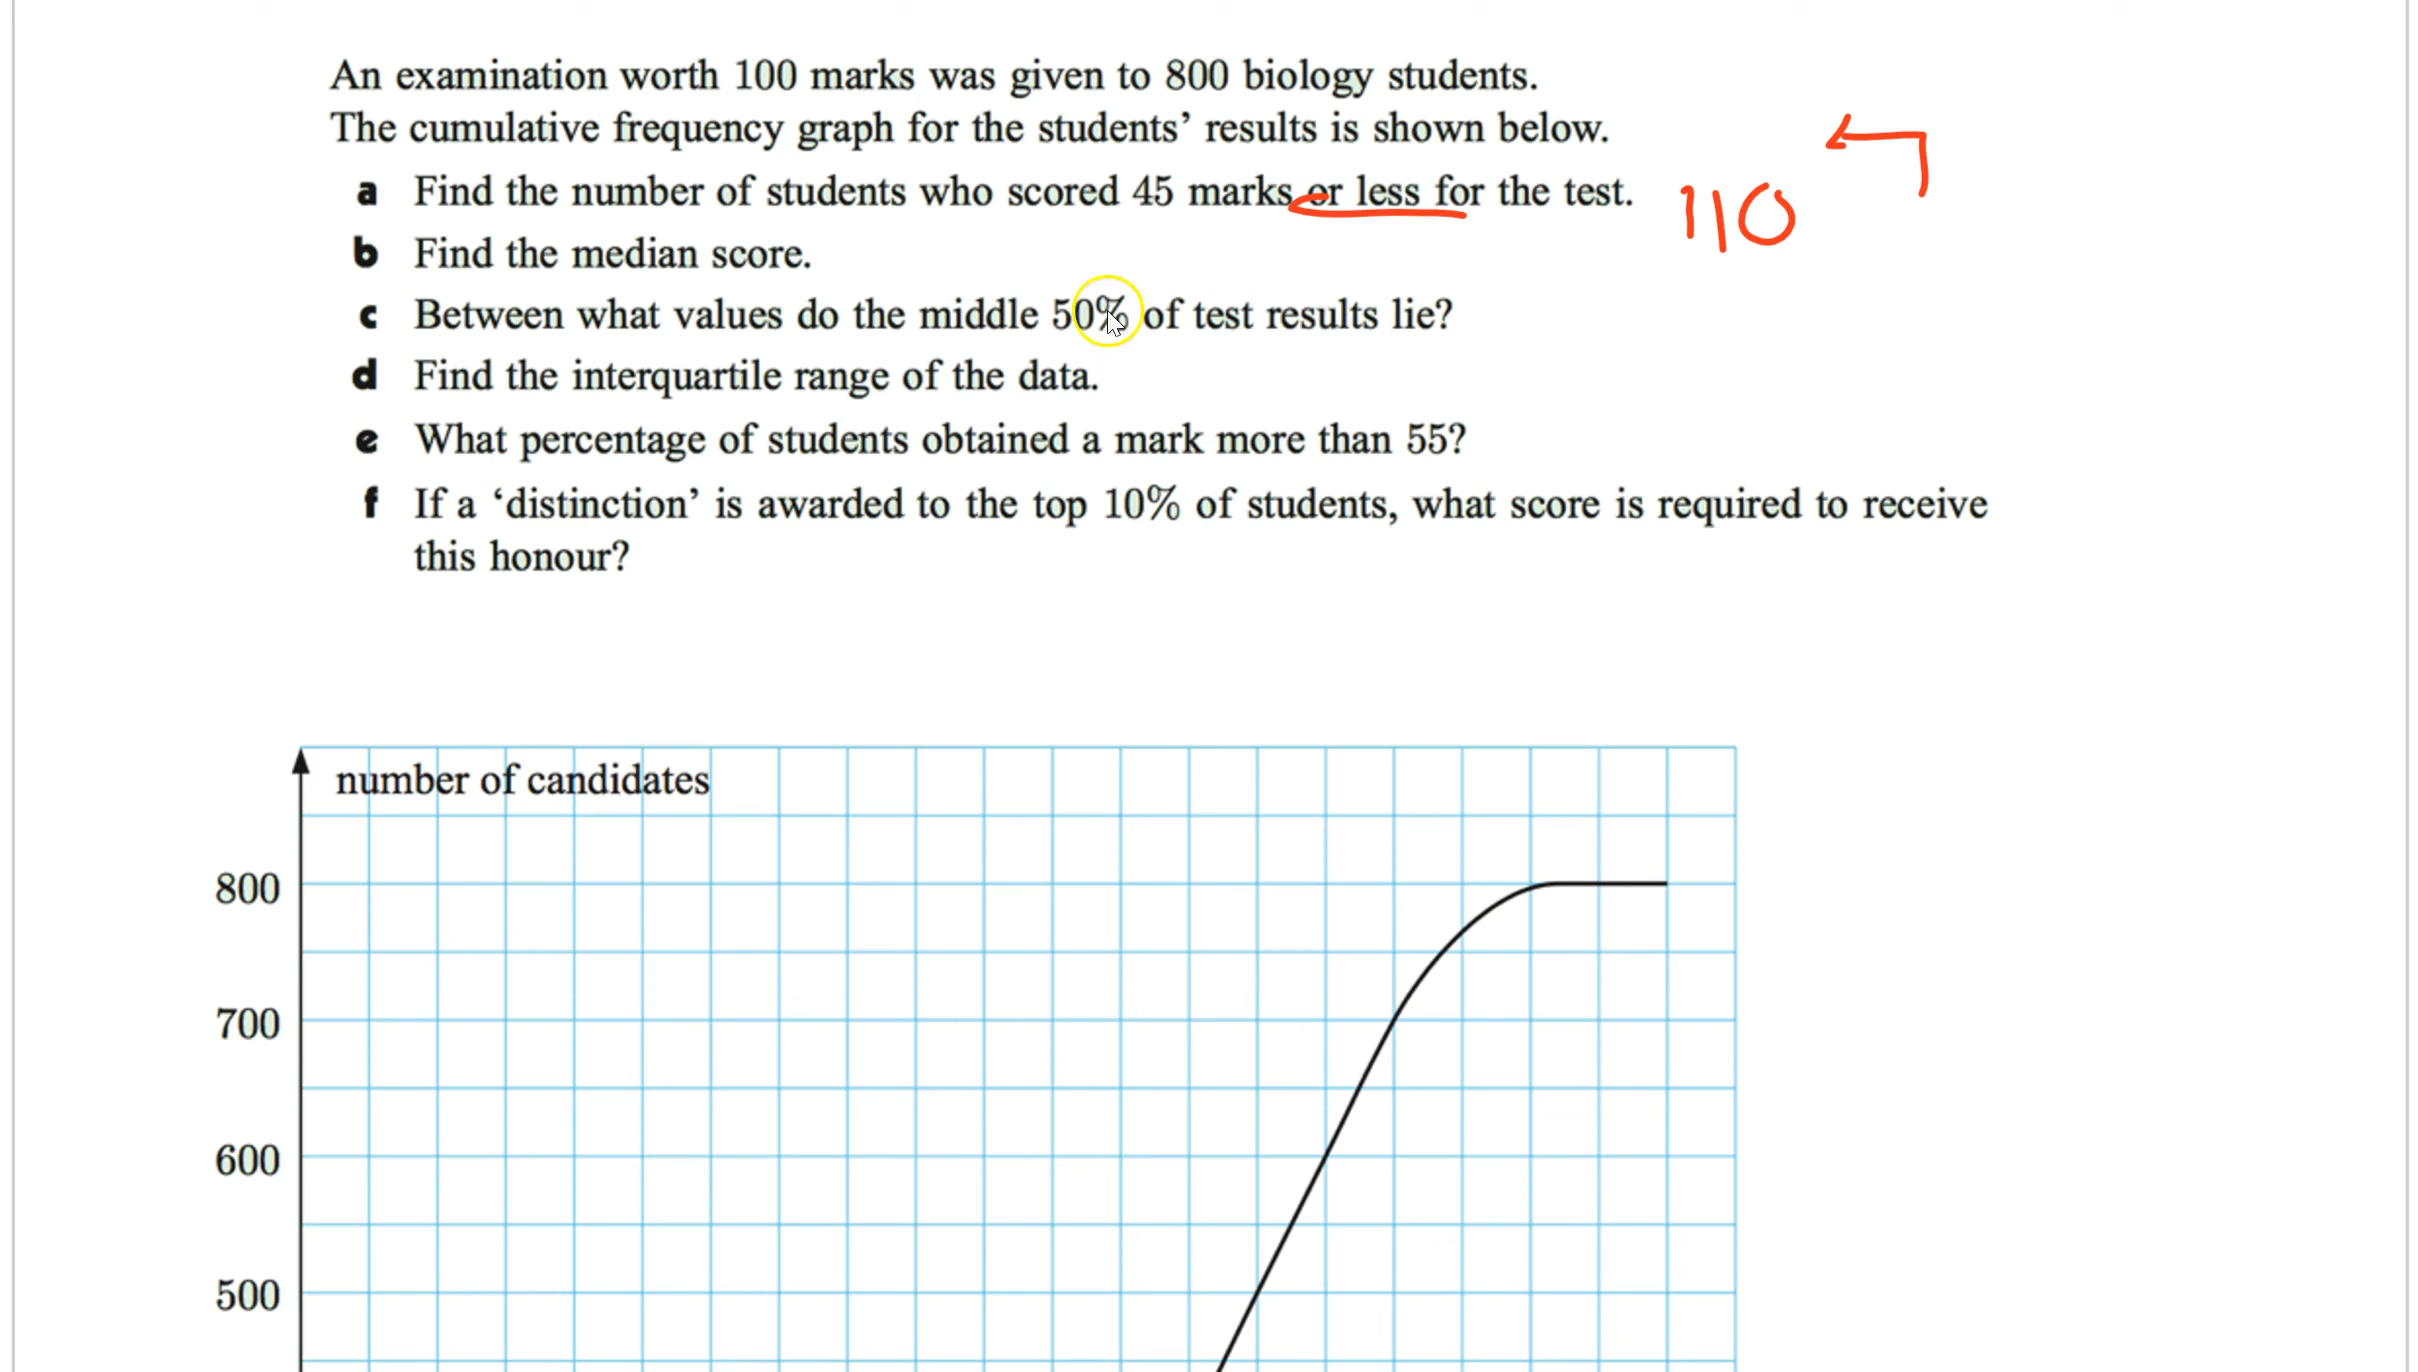 An examination worth 100 marks was given to 800 biology students.
The cumulative frequency graph for the students' results is shown below.
a Find the number of students who scored 45 marks or less for the test.
110
b Find the median score.
c Between what values do the middle 50% of test results lie?
d Find the interquartile range of the data.
e What percentage of students obtained a mark more than 55?
f If a ‘distinction’ is awarded to the top 10% of students, what score is required to receive
this honour?
number of candidates
800
700
600
500